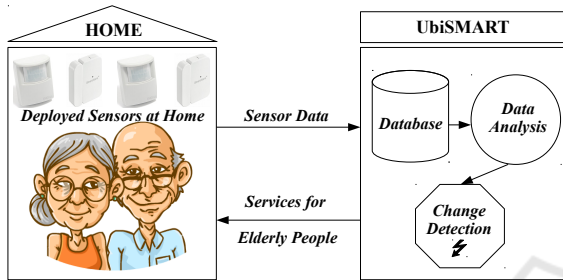 HOME
UbiSMART
Deployed Sensors at Home
Sensor Data
Database
Data
Analysis
Services for
Elderly People
Change
Detection